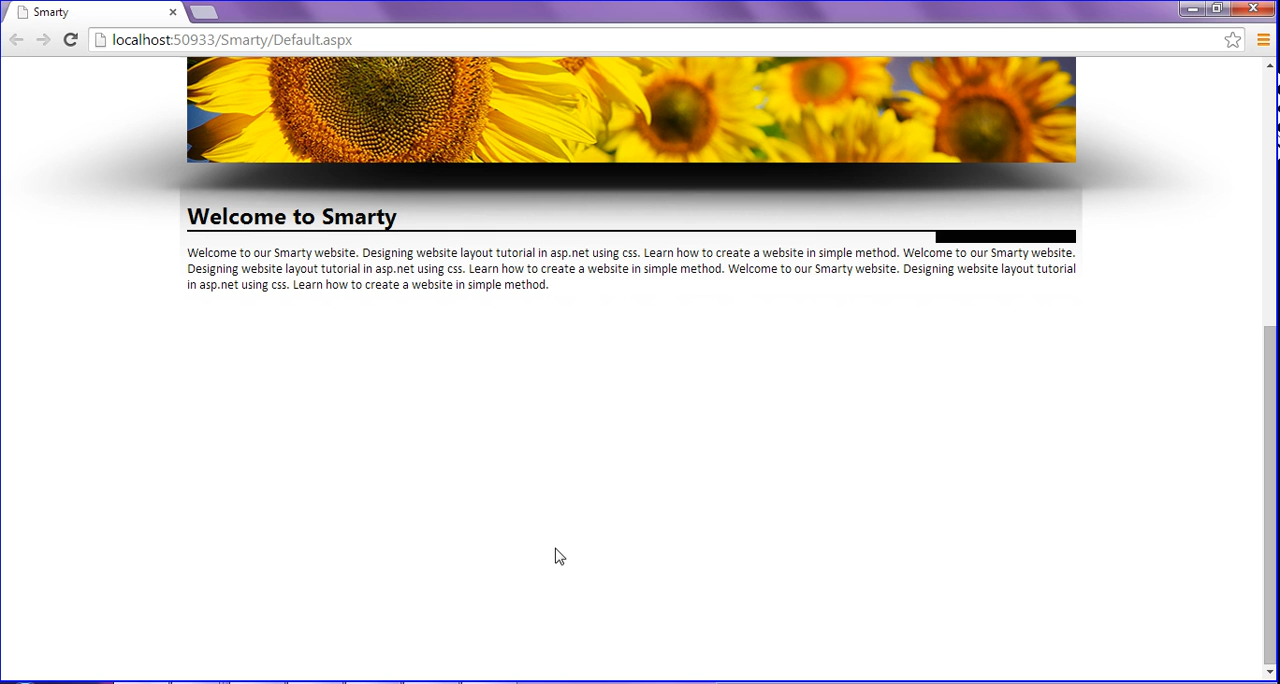 Smarty
localhost:50933/Smarty/Default.aspx
Welcome to Smarty
Welcome to our Smarty website. Designing website layout tutorial in asp.net using css. Learn how to create a website in simple method. Welcome to our Smarty website.
Designing website layout tutorial in asp.net using css. Learn how to create a website in simple method. Welcome to our Smarty website. Designing website layout tutorial
in asp.net using css. Learn how to create a website in simple method.